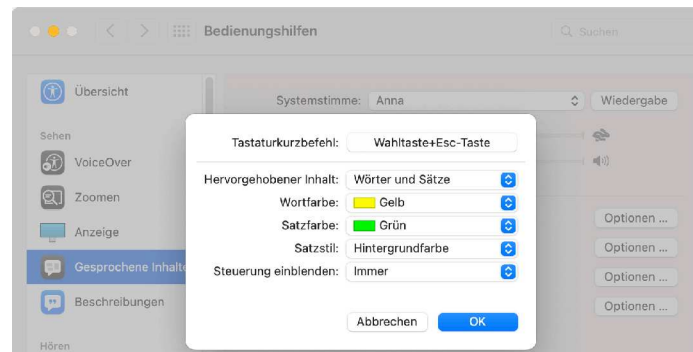 Bedienungshilfen
Suchen
Übersicht
Systemstimme: Anna
Wiedergabe
Sehen
VoiceOver
Zoomen
Anzeige
Gesprochene Inhalte
Beschreibungen
Hören
Tastaturkurzbefehl: Wahltaste+Esc-Taste
Hervorgehobener Inhalt: Wörter und Sätze
Wortfarbe: Gelb
Satzfarbe: Grün
Satzstil: Hintergrundfarbe
Steuerung einblenden: Immer
Abbrechen
OK
Optionen ...
Optionen ...
Optionen ...
Optionen ...